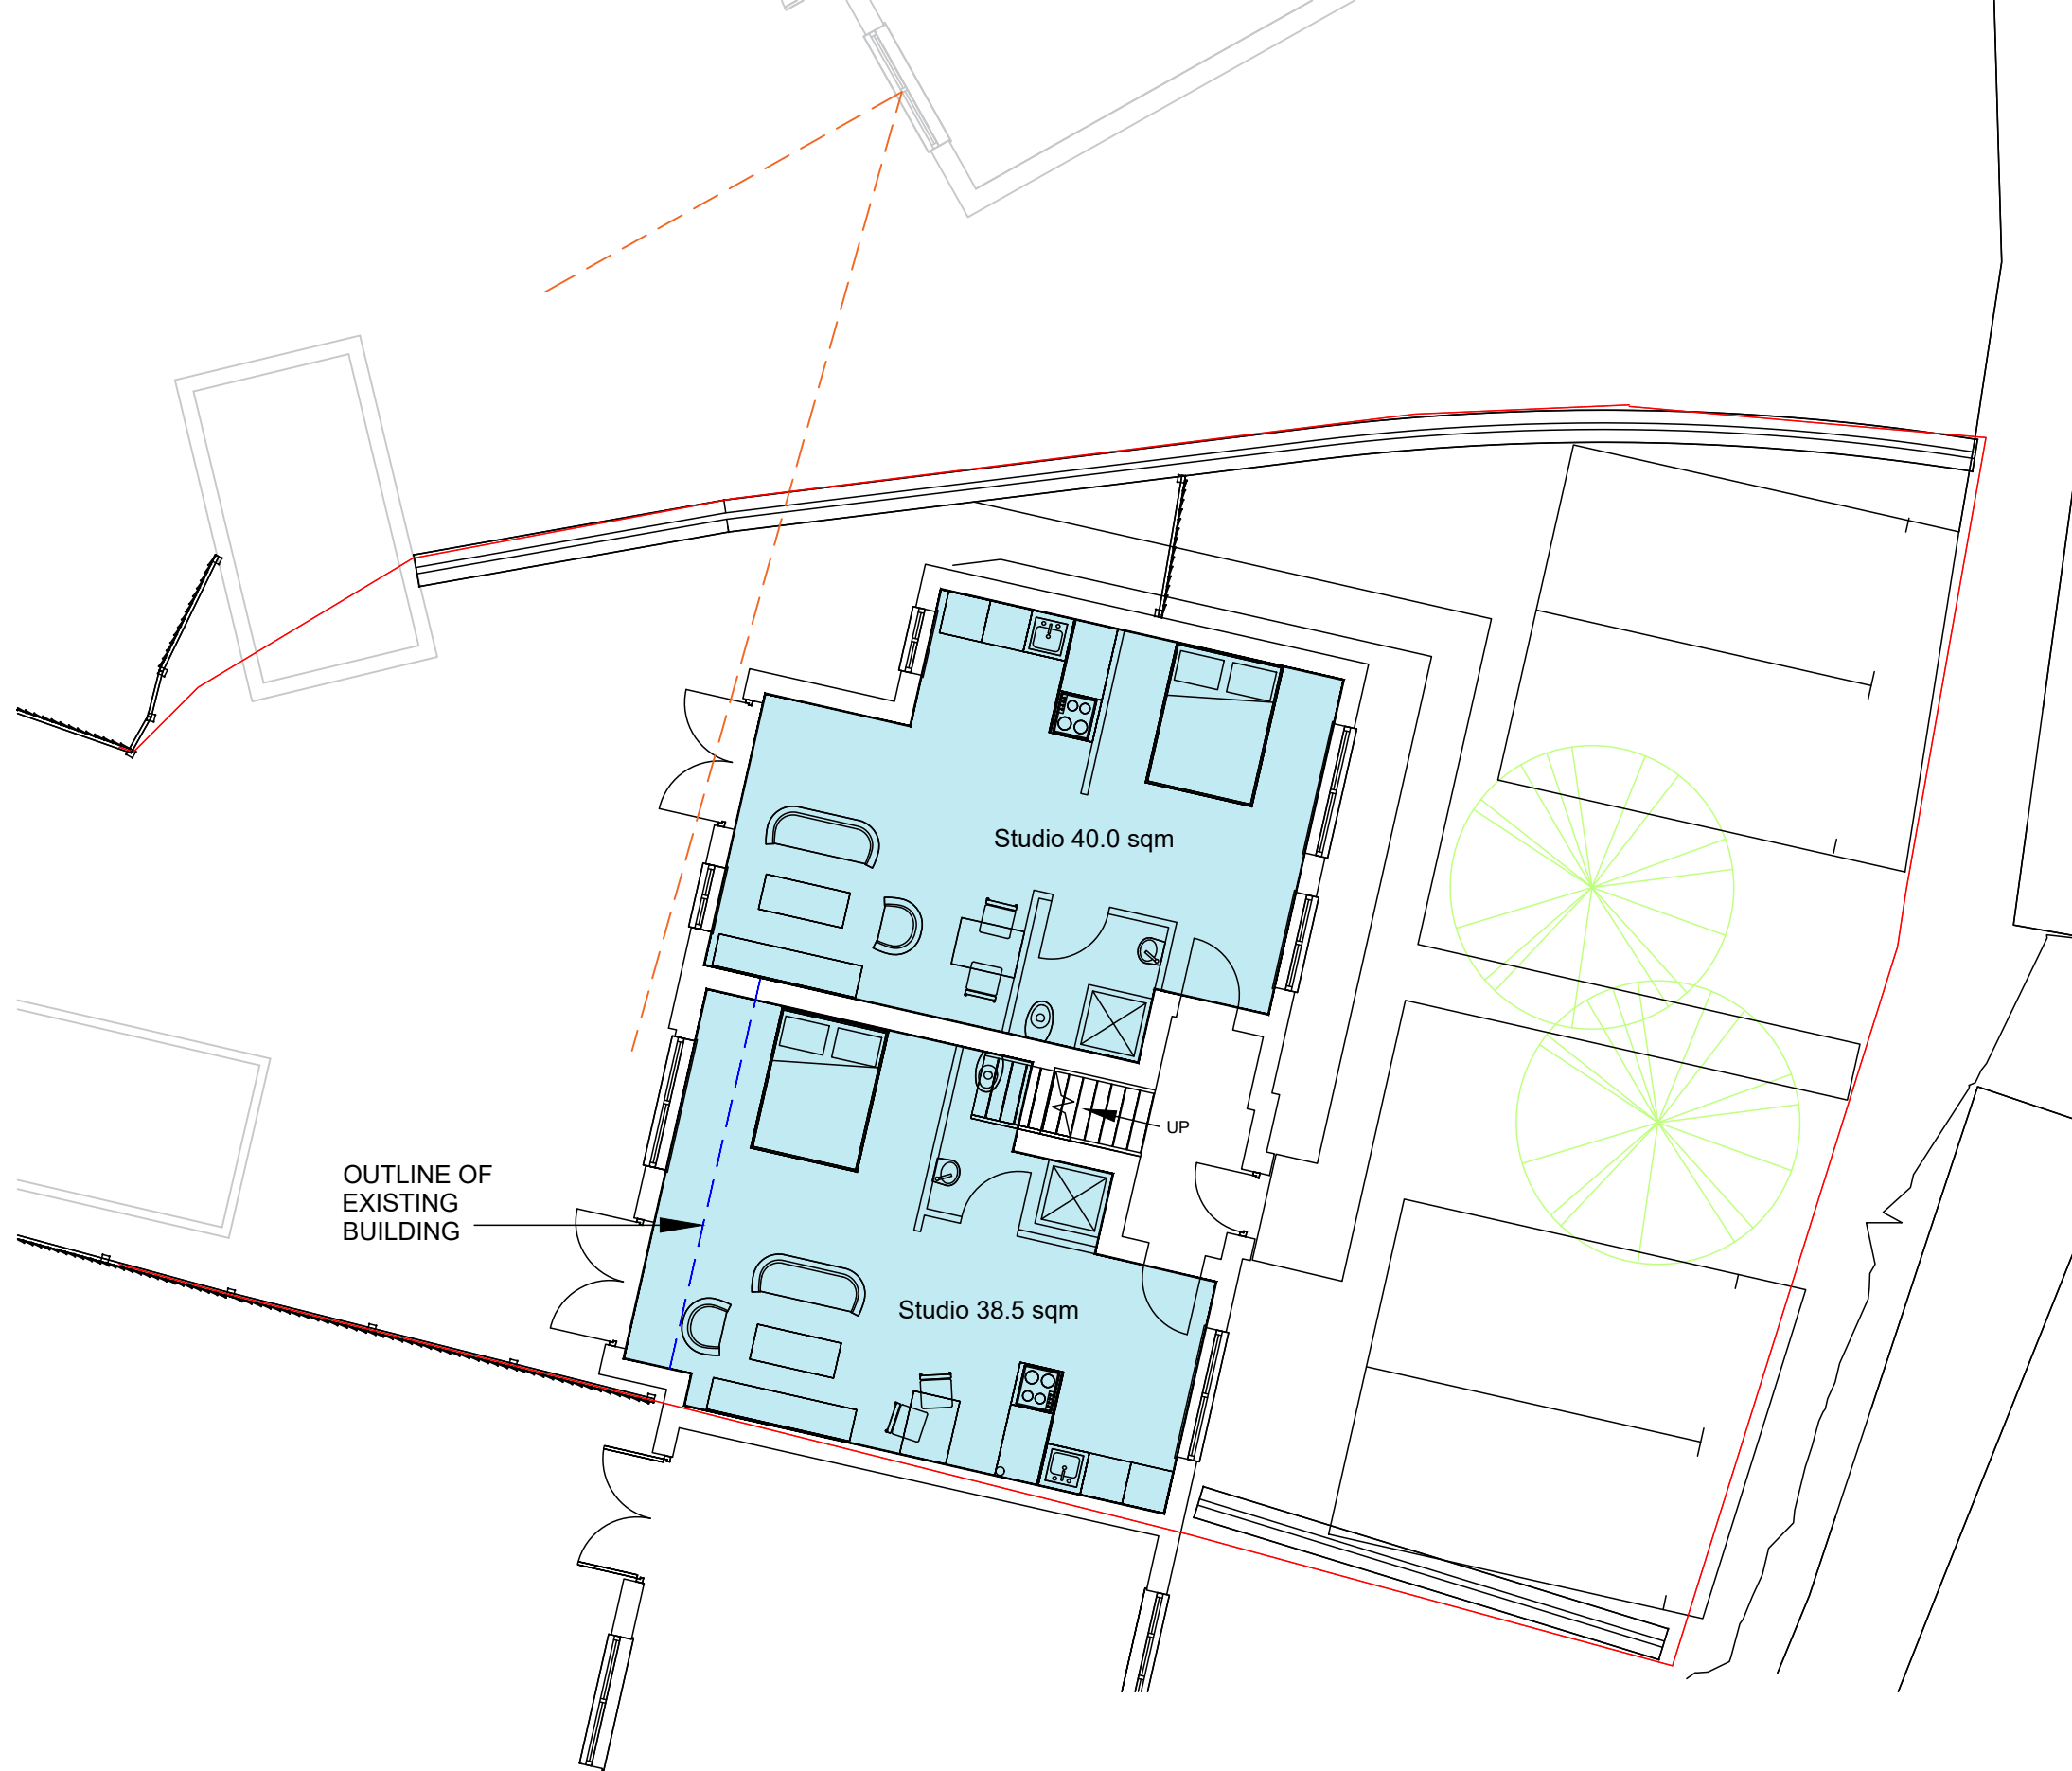 Studio 40.0 sqm
UP
OUTLINE OF
EXISTING
BUILDING
Studio 38.5 sqm